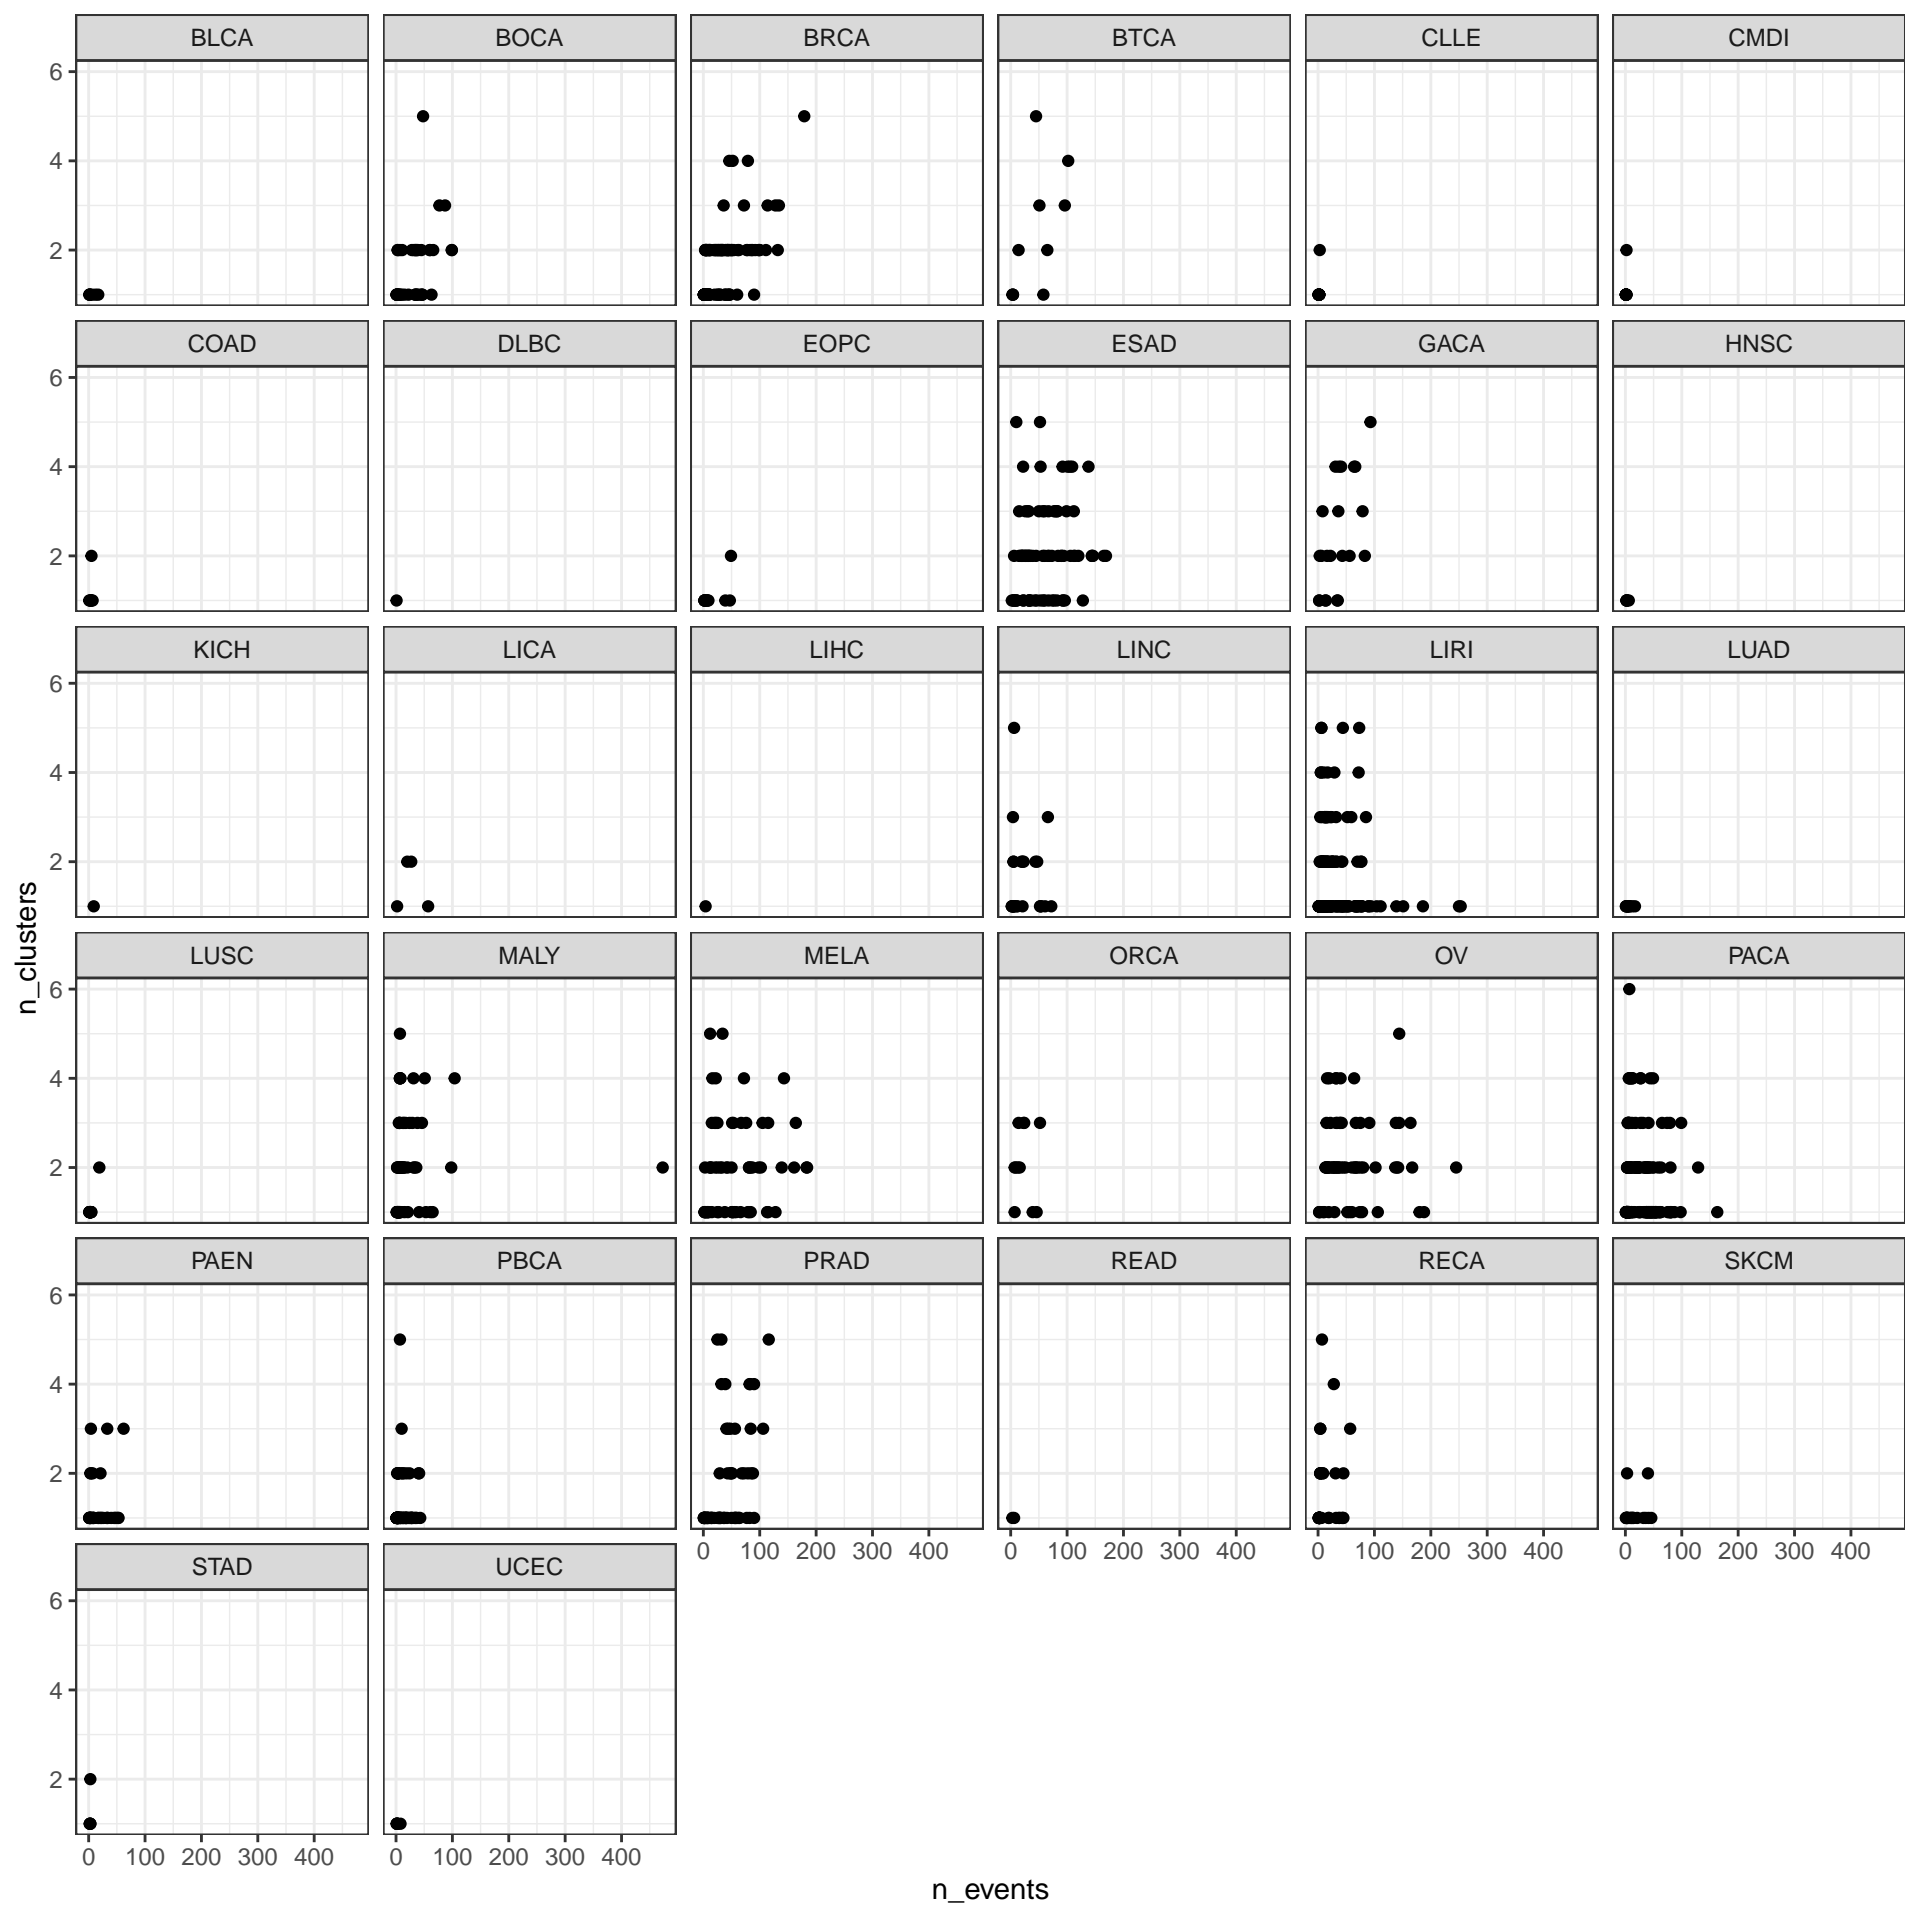 BLCA BOCA BRCA BTCA CLLE CMDI
6
4
2
COAD DLBC EOPC ESAD GACA HNSC
6
4
2
KICH LICA LIHC LINC LIRI LUAD
6
4
2
n_clusters
LUSC MALY MELA ORCA OV PACA
6
4
2
PAEN PBCA PRAD READ RECA SKCM
6
4
2
0 100 200 300 400 0 100 200 300 400 0 100 200 300 400 0 100 200 300 400
STAD UCEC
6
4
2
0 100 200 300 400 0 100 200 300 400
n_events